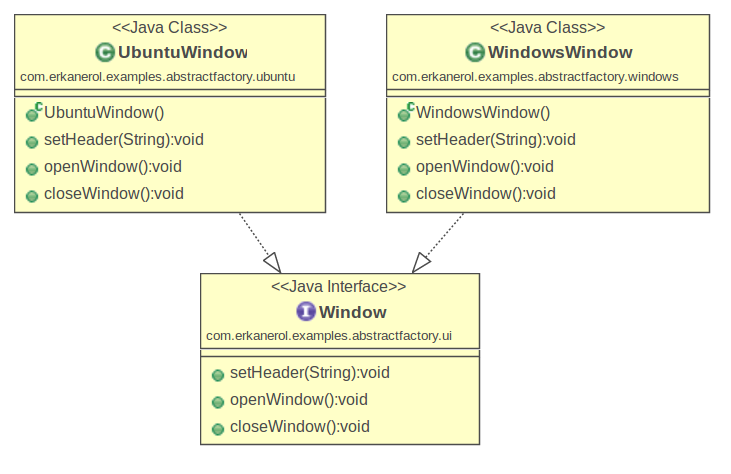 <<Java Class>>
UbuntuWindow
com.erkanerol.examples.abstractfactory.ubuntu
UbuntuWindow()
setHeader(String):void
openWindow():void
closeWindow():void
<<Java Class>>
WindowsWindow
com.erkanerol.examples.abstractfactory.windows
WindowsWindow()
setHeader(String):void
openWindow():void
closeWindow():void
<<Java Interface>>
Window
com.erkanerol.examples.abstractfactory.ui
setHeader(String):void
openWindow():void
closeWindow():void